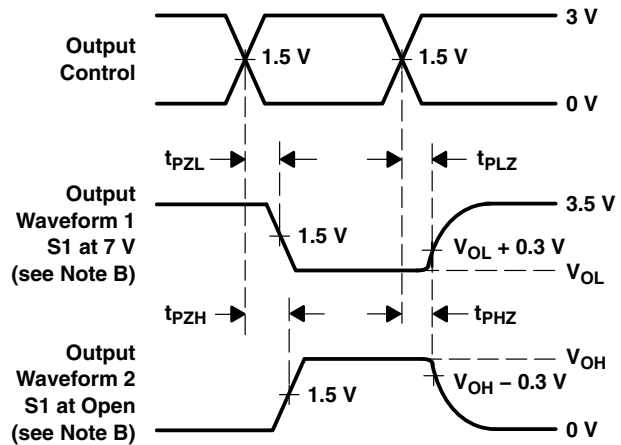 3 V
Output
Control
1.5 V
1.5 V
0 V
tPZL
tPLZ
Output
Waveform 1
S1 at 7 V
(see Note B)
3.5 V
1.5 V
VOL + 0.3 V
VOL
tPZH
tPHZ
Output
Waveform 2
S1 at Open
(see Note B)
VOH
1.5 V
VOH − 0.3 V
0 V